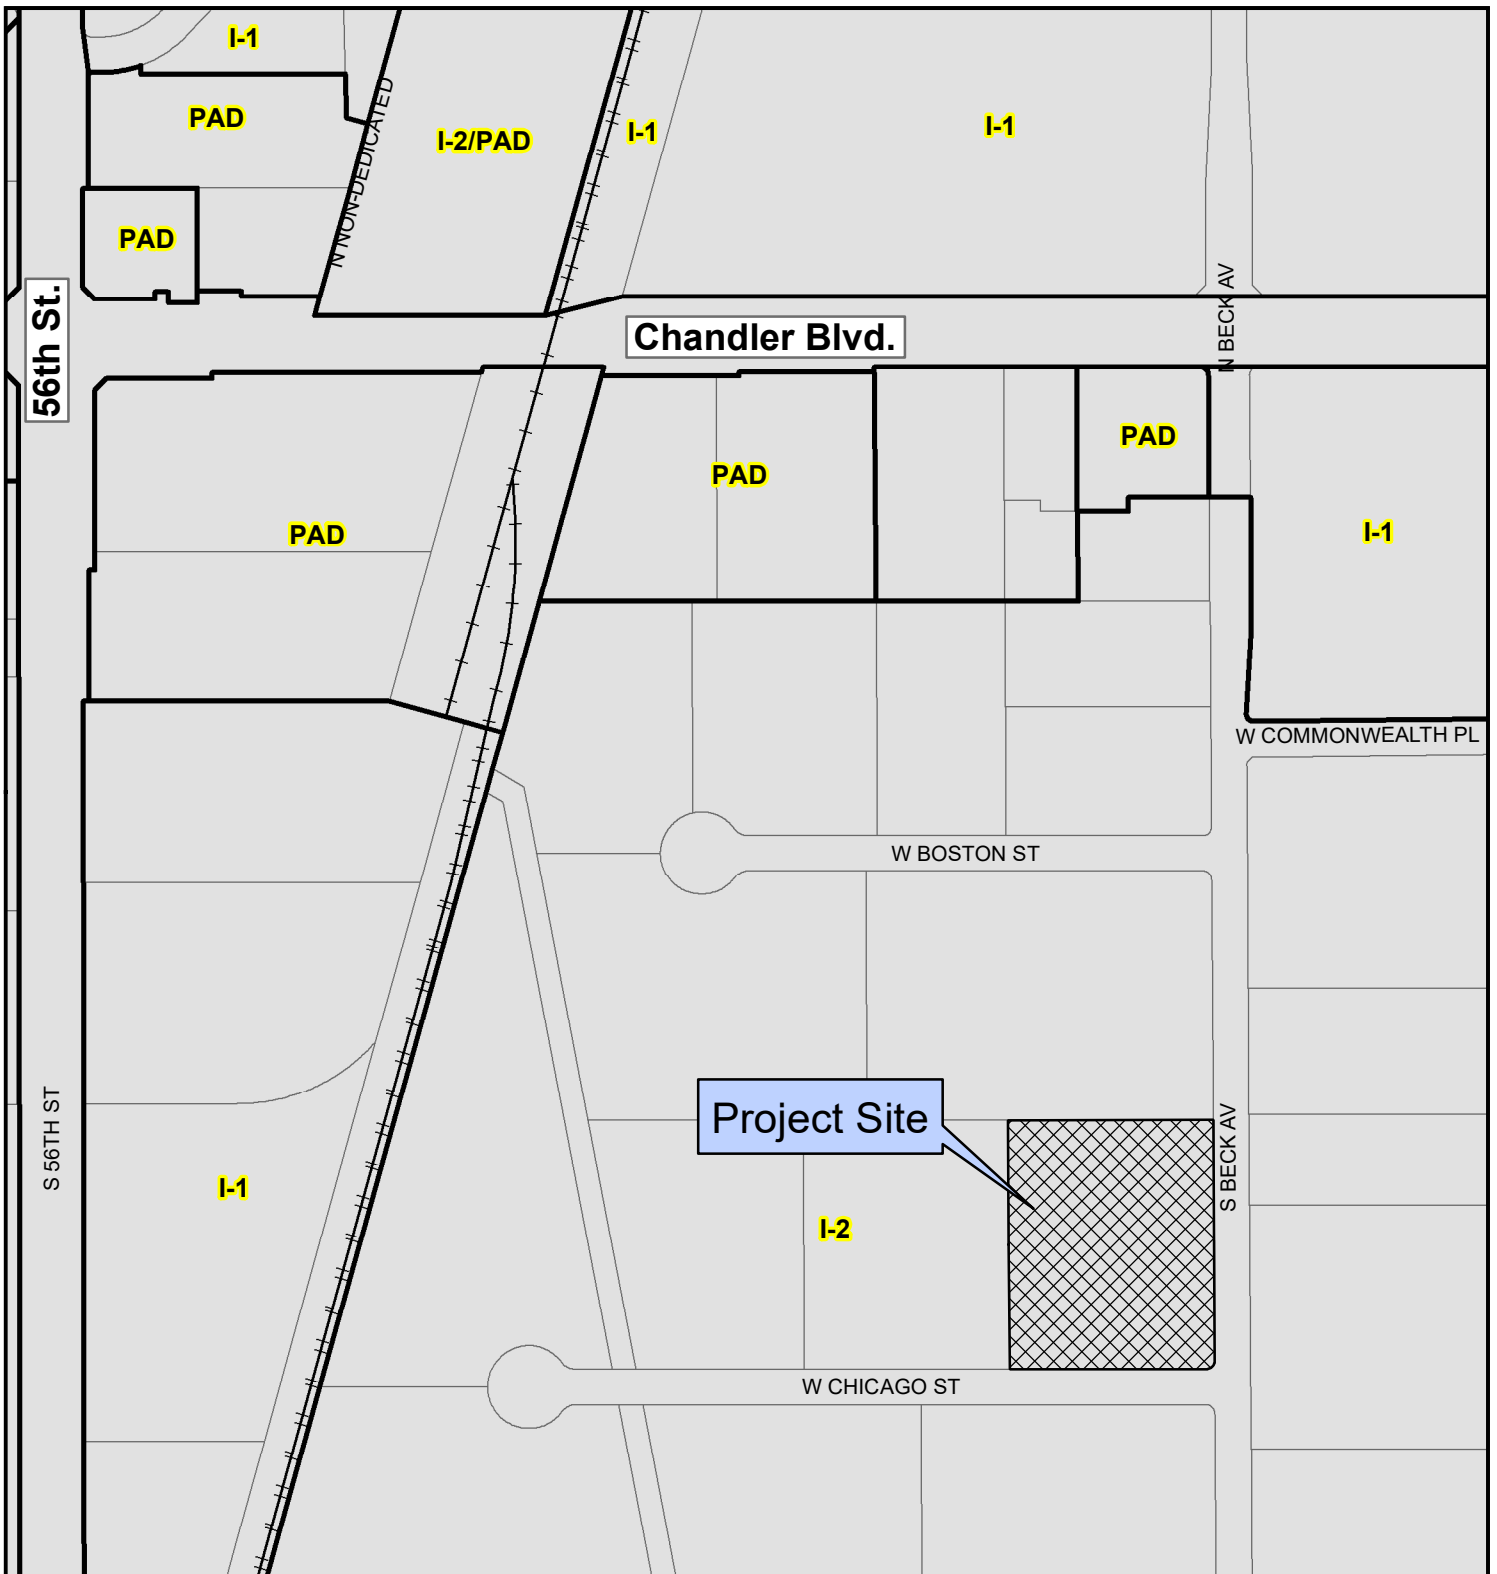 I-1
PAD
N NON-DEDICATED
I-2/PAD
I-1
I-1
PAD
56th St.
Chandler Blvd.
N BECK AV
PAD
PAD
PAD
I-1
W COMMONWEALTH PL
W BOSTON ST
S 56TH ST
Project Site
S BECK AV
I-1
I-2
W CHICAGO ST